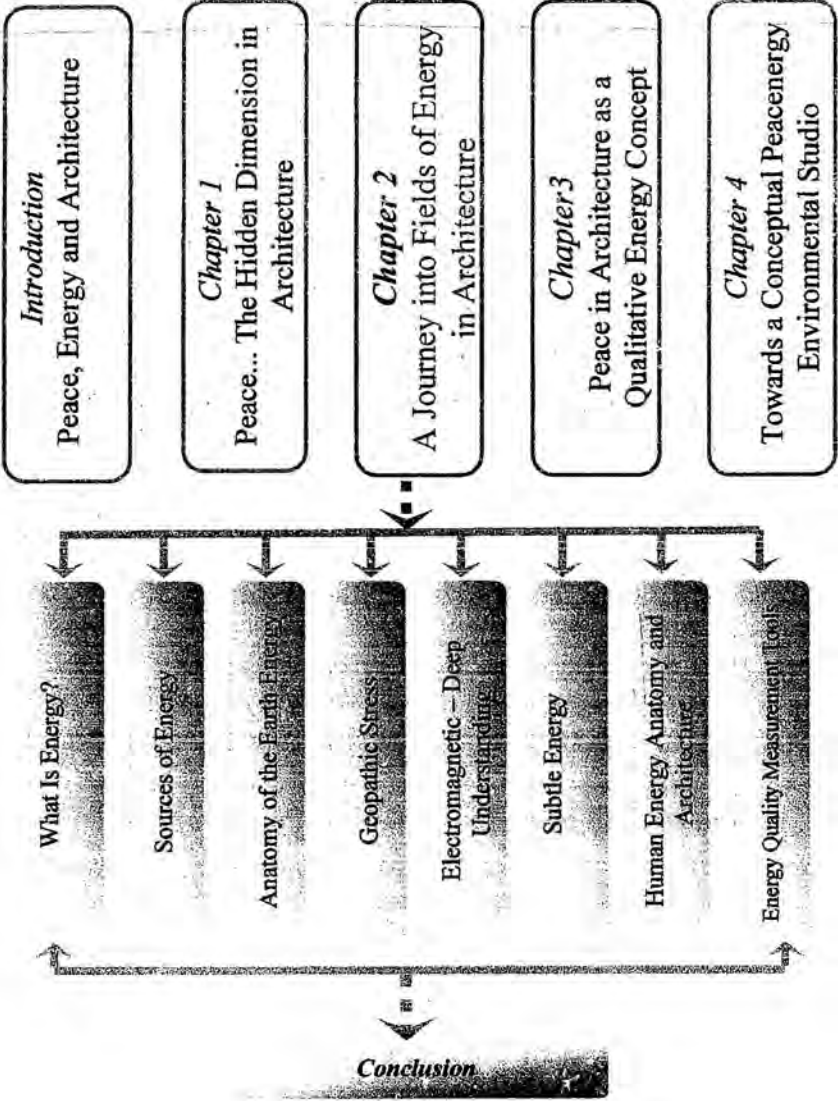 Introduction
Peace, Energy and Architecture
Chapter 1
Peace... The Hidden Dimension in
Architecture
Chapter 2
A Journey into Fields of Energy
in Architecture
Chapter3
Peace in Architecture as a
Qualitative Energy Concept
Chapter 4
Towards a Conceptual Peacenergy
Environmental Studio
What Is Energy?
Sources of Energy
Anatomy of the Earth Energy
Geopathic Stress
Electromagnetic – Deep
Understanding
Subtle Energy
Human Energy Anatomy and
Architecture
Energy Quality Measurement Tools
Conclusion